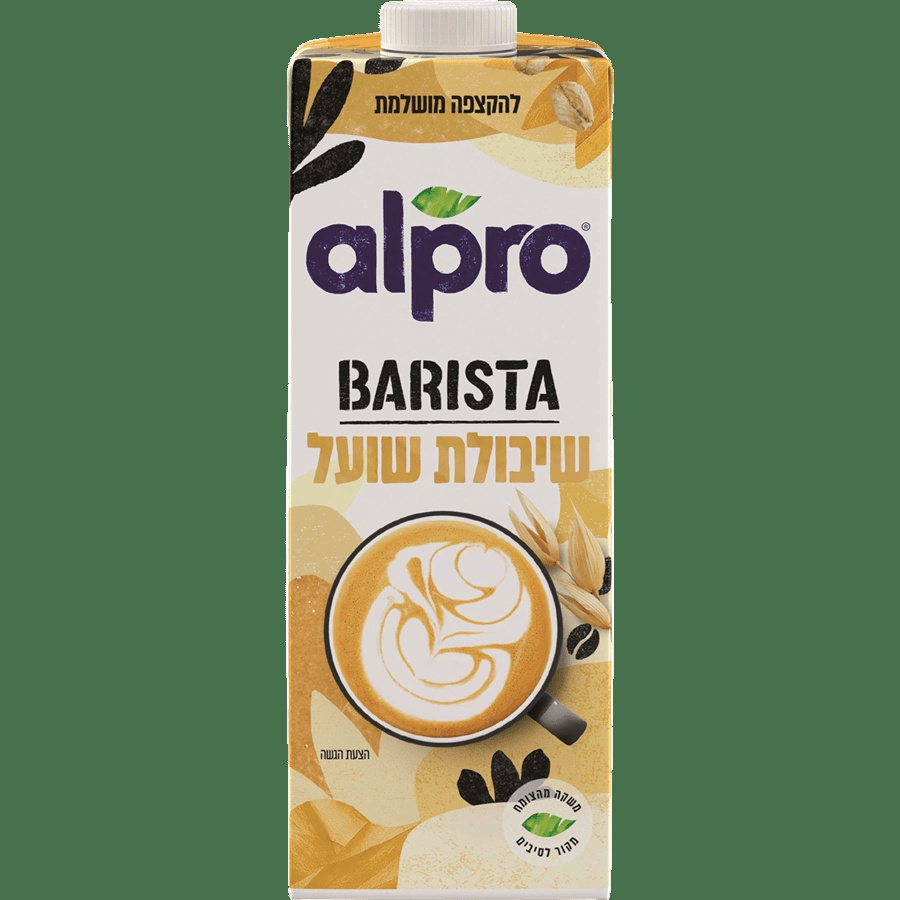 להקצפה מושלמת
alpro®
BARISTA
שיבולת שועל
הצעת הגשה
משקה מהצומח
מקור לסיבים